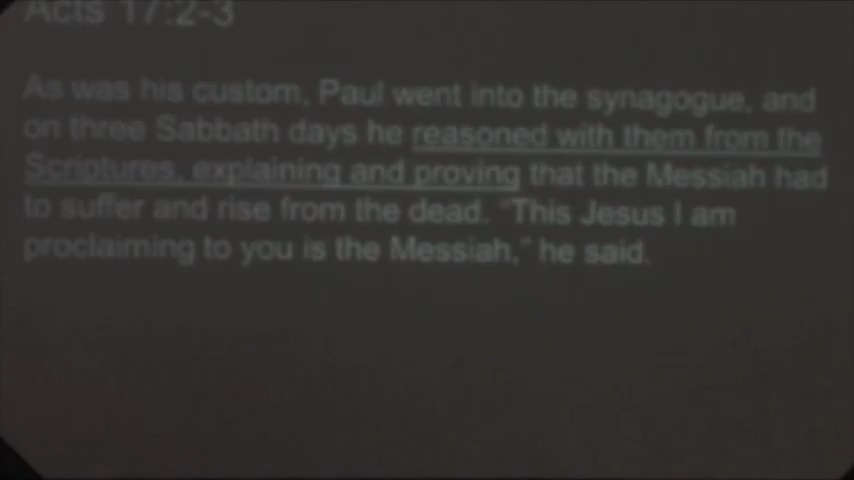 Acts 17:2-3
As was his custom, Paul went into the synagogue, and
on three Sabbath days he reasoned with them from the
Scriptures, explaining and proving that the Messiah had
to suffer and rise from the dead. "This Jesus I am
proclaiming to you is the Messiah," he said.